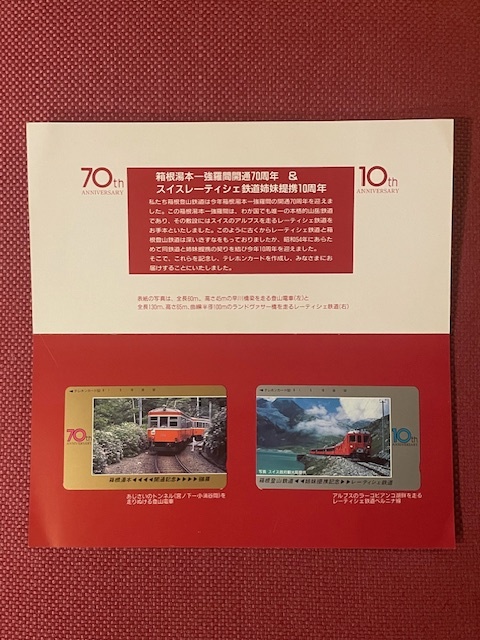 70th
ANNIVERSARY
10th
ANNIVERSARY
箱根湯本ー強羅間開通70周年 &
スイスレーティシェ鉄道姉妹提携10周年
私たち箱根登山鉄道は今年箱根湯本ー強羅間の開通70周年を迎えま
した。この箱根湯本ー強羅間は、わが国でも唯一の本格的山岳鉄道
であり、その敷設にはスイスのアルプスを走るレーティシェ鉄道を
お手本といたしました。このように古くからレーティシェ鉄道と箱
根登山鉄道は深いきずなをもっておりましたが、昭和54年にあらた
めて同鉄道と姉妹提携の契りを結び今年10周年を迎えました。
そこで、これらを記念し、テレホンカードを作成し、みなさまにお
届けすることにいたしました。
表紙の写真は、全長60m、高さ45mの早川橋梁を走る登山電車(左)と
全長130m、高さ65m、曲線半径100mのランドヴァサー橋を走るレーティシェ鉄道(右)
70th
ANNIVERSARY
箱根湯本◀◀◀◀開通記念▶▶▶▶強羅
あじさいのトンネル(宮ノ下ー小涌谷間)を
走りぬける登山電車
10th
写真 スイス政府観光局提供
箱根登山鉄道◀◀姉妹提携記念▶▶レーティシェ鉄道
アルプスのラーゴビアンコ湖畔を走る
レーティシェ鉄道ベルニナ線